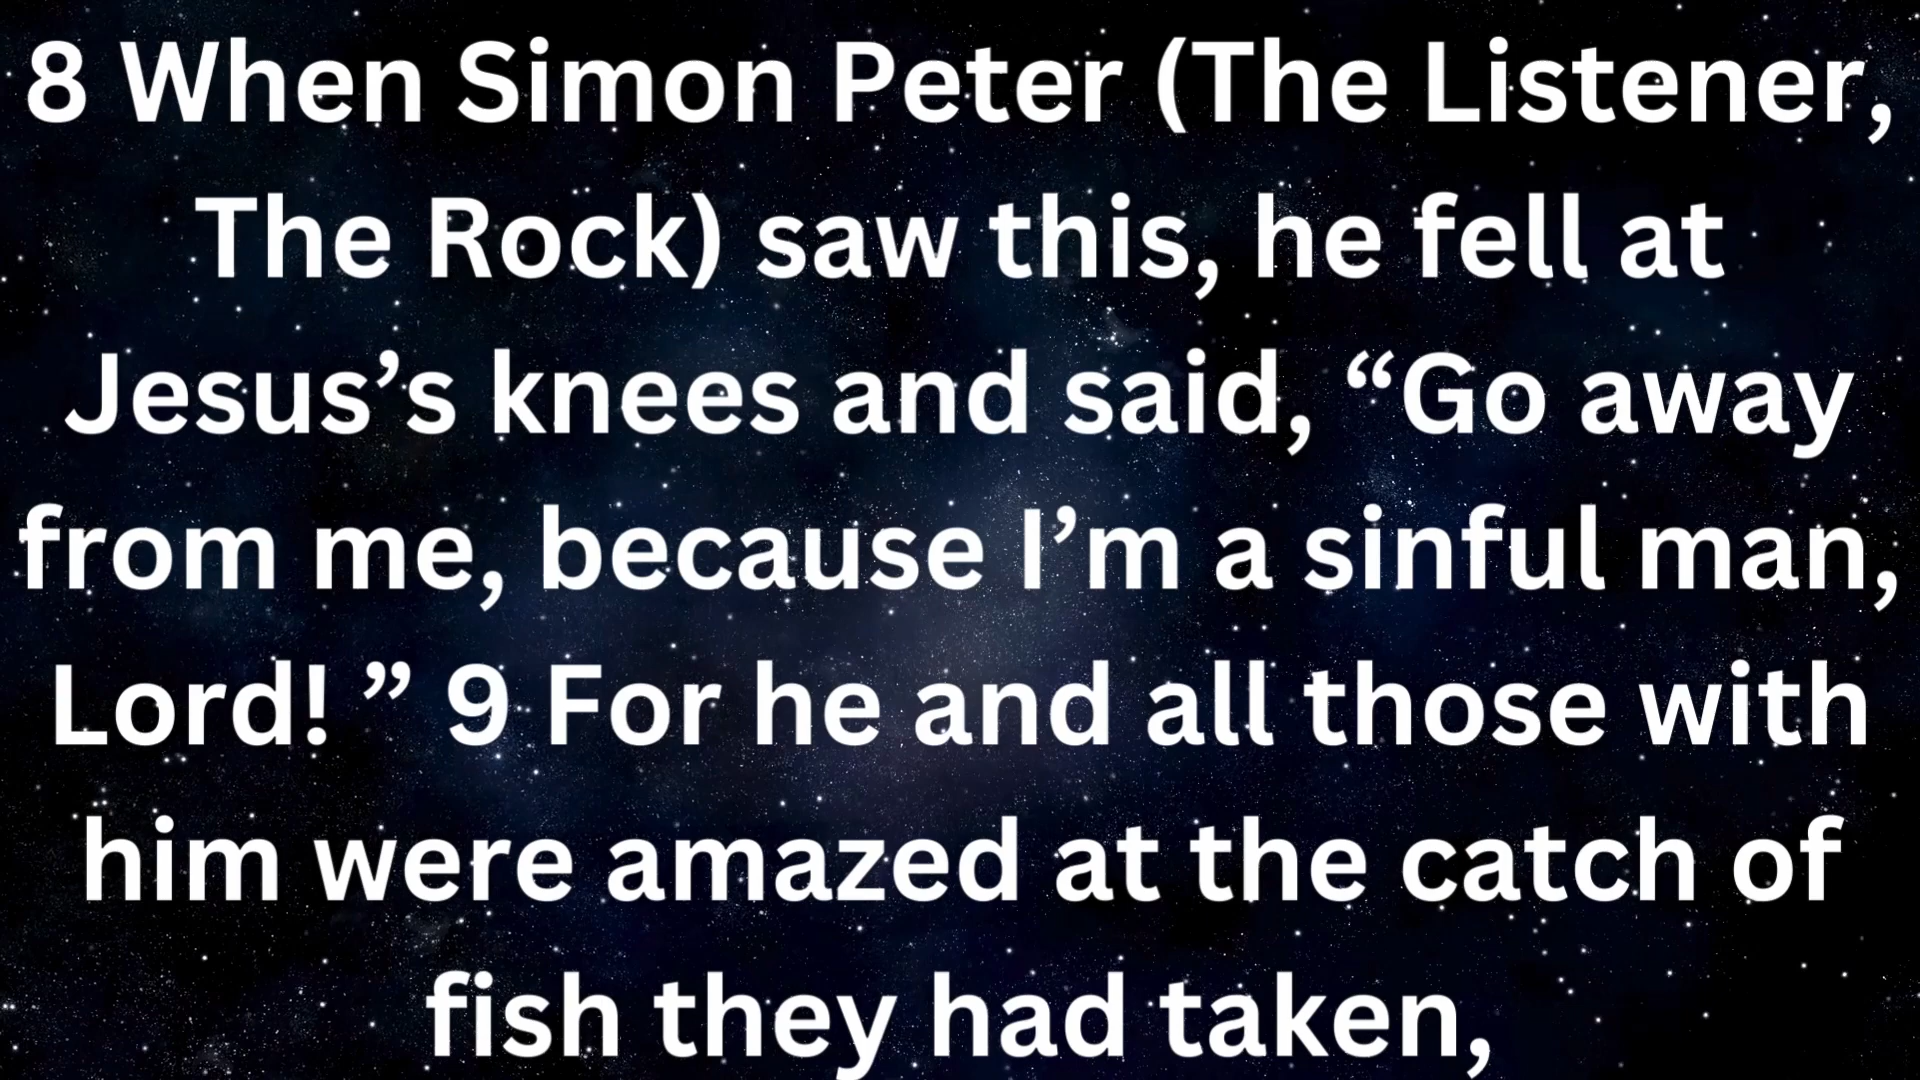 8 When Simon Peter (The Listener,
The Rock) saw this, he fell at
Jesus’s knees and said, “Go away
from me, because I’m a sinful man,
Lord! ” 9 For he and all those with
him were amazed at the catch of
fish they had taken,